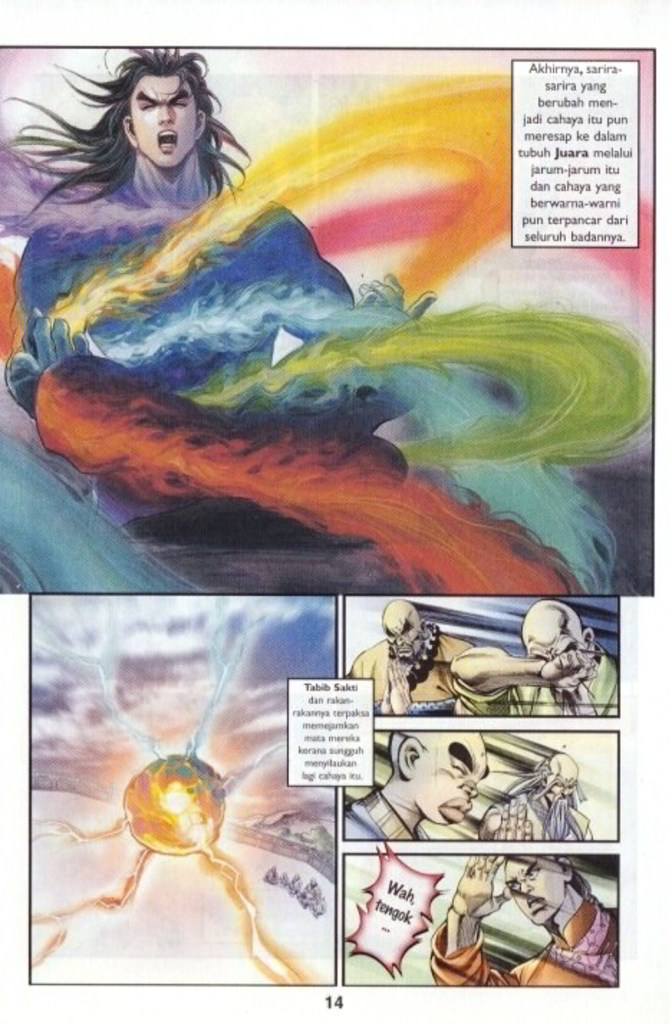 Akhirnya, sarira-
sarira yang
berubah men-
jadi cahaya itu pun
meresap ke dalam
tubuh Juara melalui
jarum-jarum itu
dan cahaya yang
berwarna-warni
pun terpancar dari
seluruh badannya.
Tabib Sakti
dan rakan-
rakannya terpaksa
memejamkan
mata mereka
kerana sungguh
menyilaukan
lagi cahaya itu.
Wah,
tengok
...
14